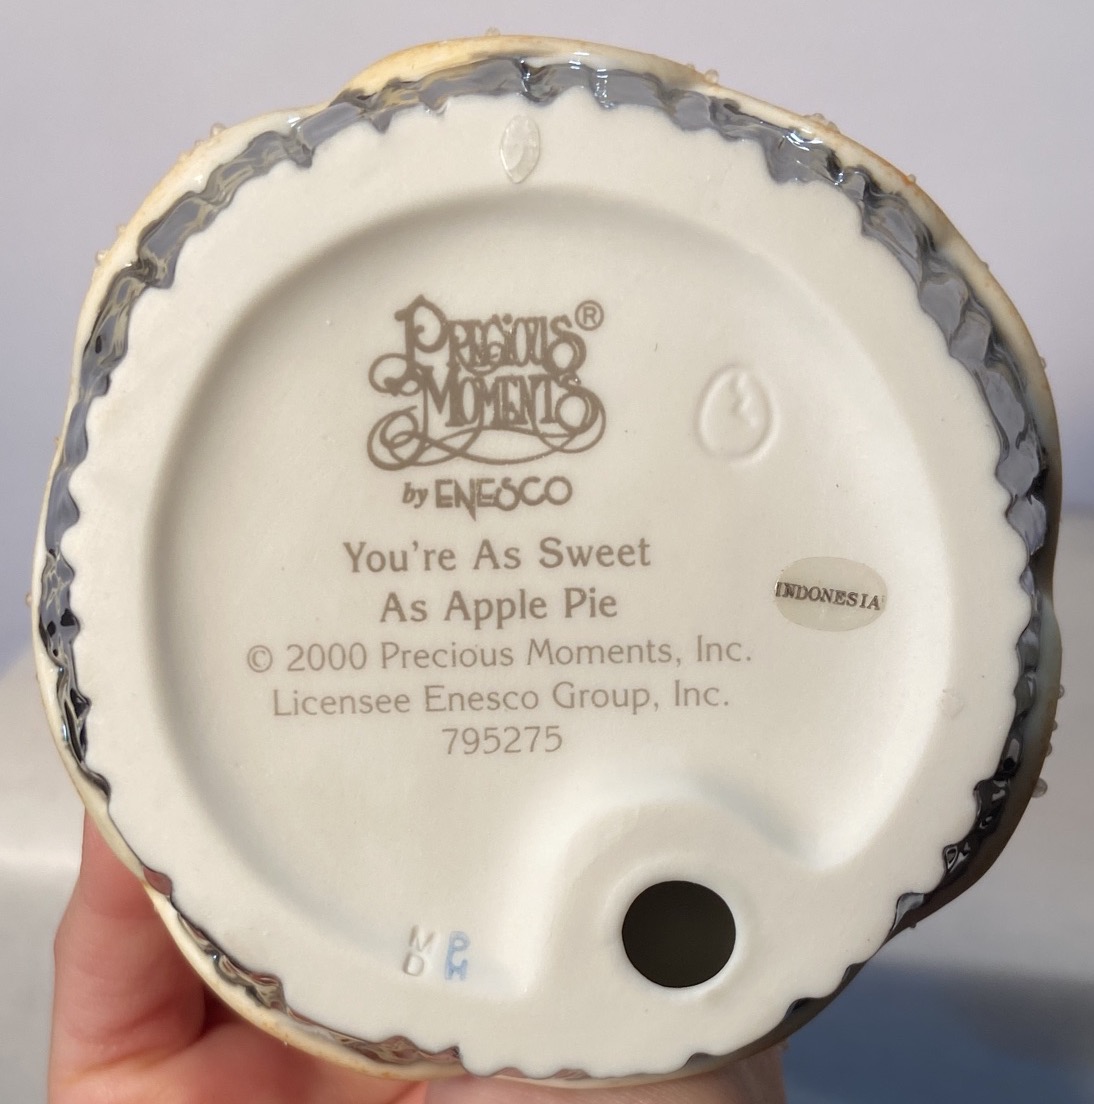 PRECIOUS ®
MOMENTS
by ENESCO
You're As Sweet
As Apple Pie
© 2000 Precious Moments, Inc.
Licensee Enesco Group, Inc.
795275
INDONESIA
M P
D H